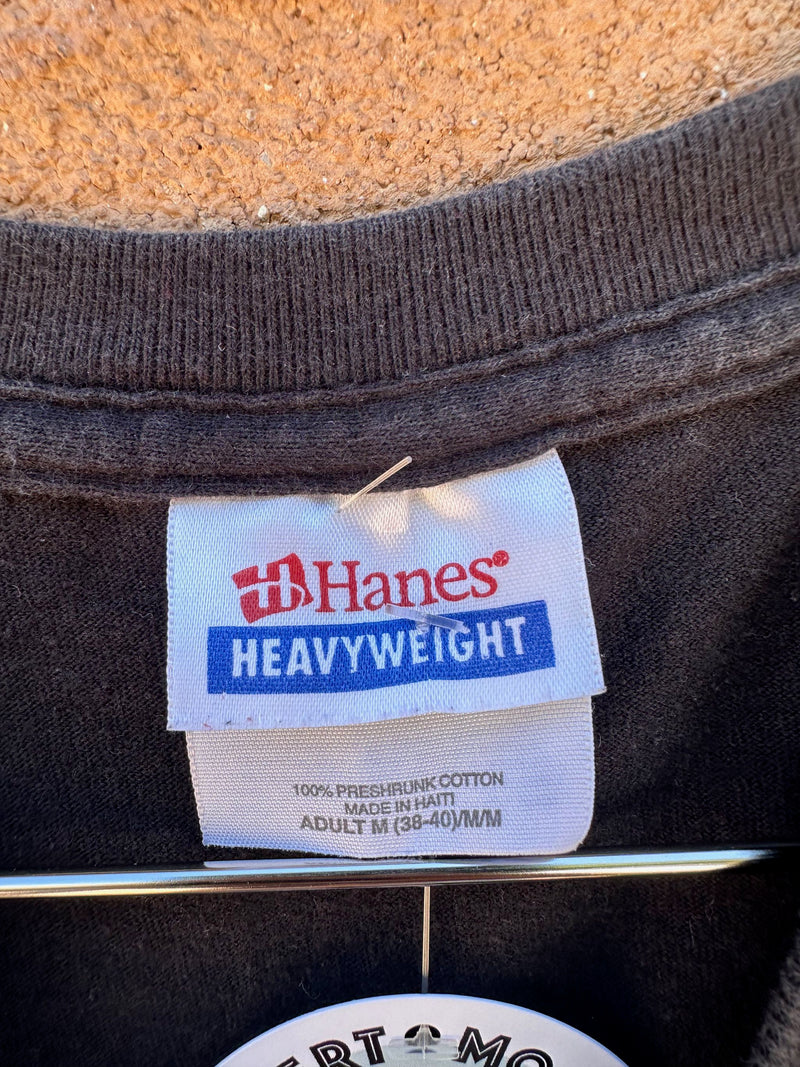 Hanes
HEAVYWEIGHT
100% PRESHRUNK COTTON
MADE IN HAITI
ADULT M (38-40)/M/M